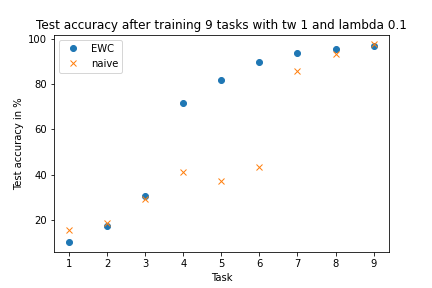 Test accuracy after training 9 tasks with tw 1 and lambda 0.1
100
80
60
40
20
Test accuracy in %
EWC
naive
1 2 3 4 5 6 7 8 9
Task